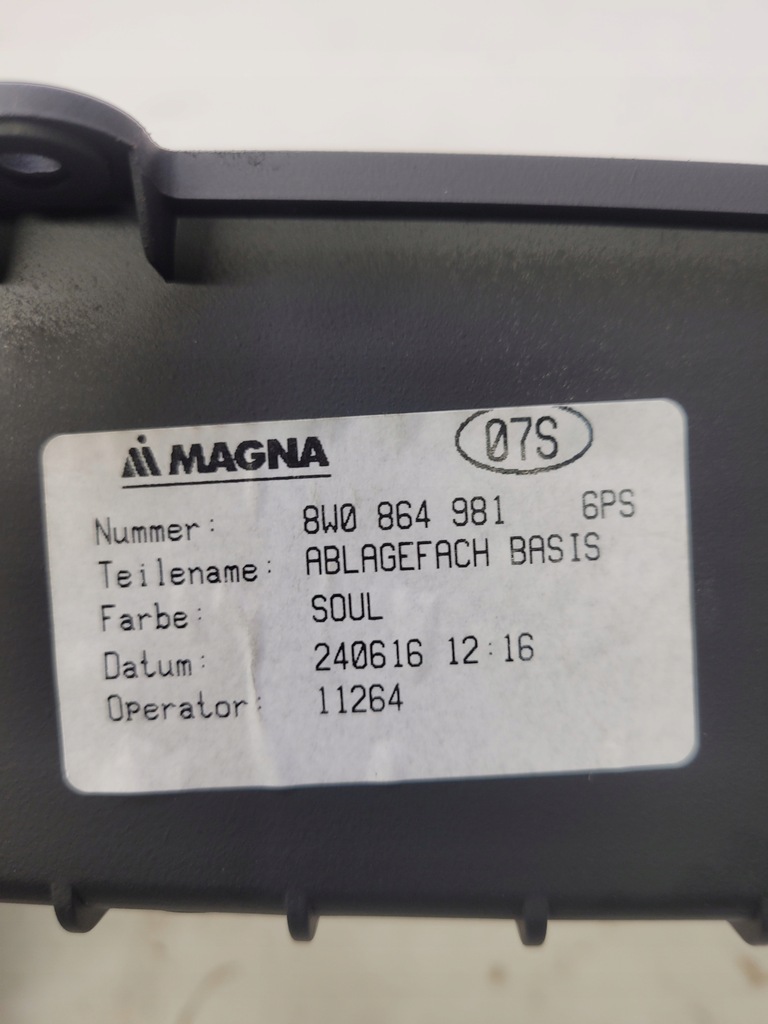 MAGNA 07S
Nummer: 8W0 864 981 6PS
Teilename: ABLAGEFACH BASIS
Farbe: SOUL
Datum: 240616 12:16
Operator: 11264